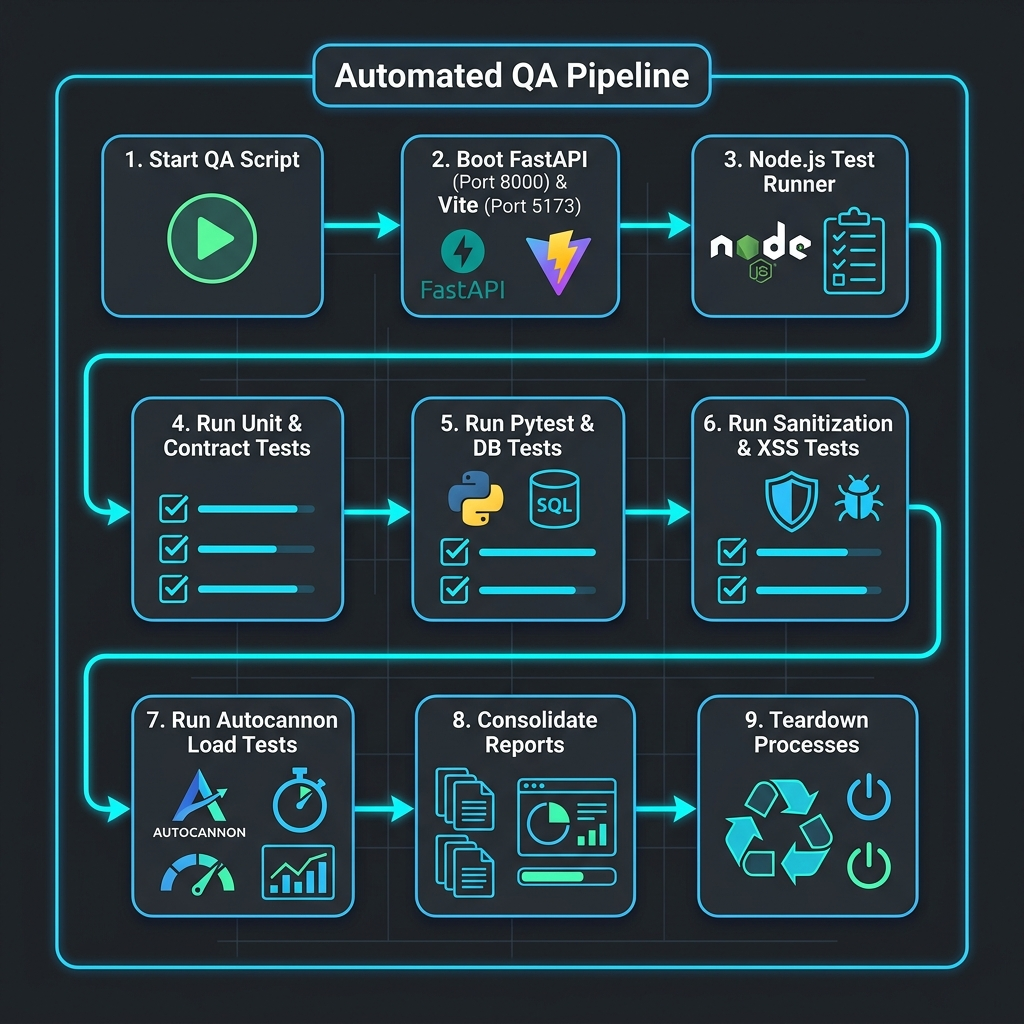 Automated QA Pipeline
1. Start QA Script
2. Boot FastAPI
(Port 8000) &
Vite (Port 5173)
FastAPI
3. Node.js Test
Runner
node
JS
4. Run Unit &
Contract Tests
5. Run Pytest &
DB Tests
SQL
6. Run Sanitization
& XSS Tests
7. Run Autocannon
Load Tests
AUTOCANNON
8. Consolidate
Reports
9. Teardown
Processes